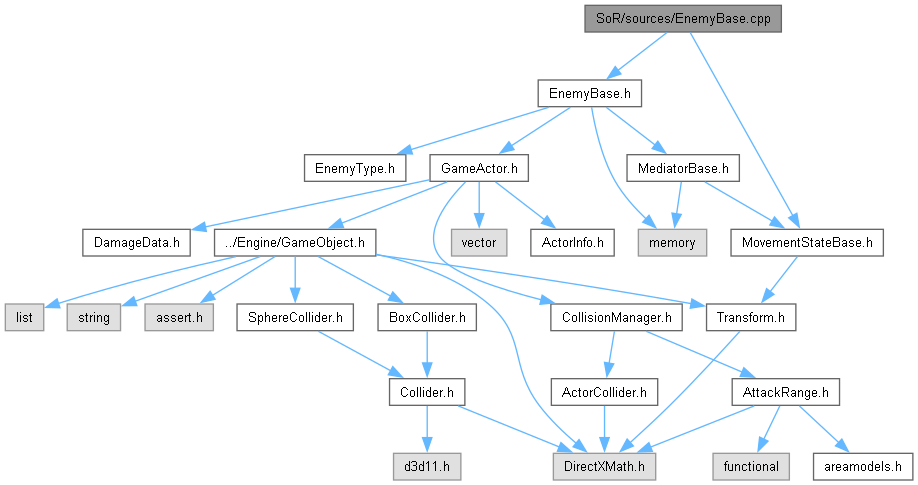 SoR/sources/EnemyBase.cpp
EnemyBase.h
EnemyType.h
GameActor.h
MediatorBase.h
DamageData.h
../Engine/GameObject.h
vector
ActorInfo.h
memory
MovementStateBase.h
list
string
assert.h
SphereCollider.h
BoxCollider.h
CollisionManager.h
Transform.h
Collider.h
ActorCollider.h
AttackRange.h
d3d11.h
DirectXMath.h
functional
areamodels.h